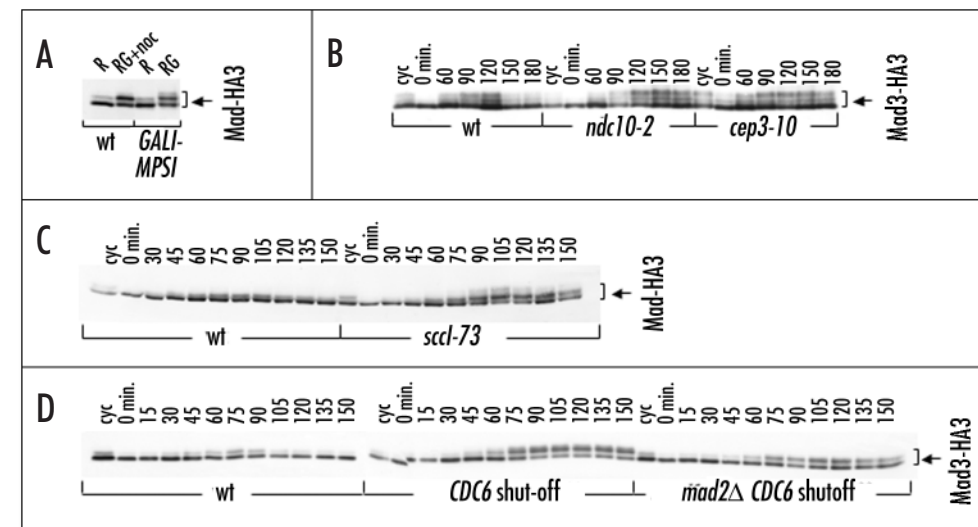 A
R RG+noc R RG
Mad-HA3
wt GALI-
MPSI
B
cyc 0 min. 60 90 120 150 180 cyc 0 min. 60 90 120 150 180 cyc 0 min. 60 90 120 150 180
Mad3-HA3
wt ndc10-2 cep3-10
C
cyc 0 min. 30 45 60 75 90 105 120 135 150 cyc 0 min. 30 45 60 75 90 105 120 135 150
Mad-HA3
wt sccl-73
D
cyc 0 min. 15 30 45 60 75 90 105 120 135 150 cyc 0 min. 15 30 45 60 75 90 105 120 135 150 cyc 0 min. 15 30 45 60 75 90 105 120 135 150
Mad3-HA3
wt CDC6 shut-off mad2Δ CDC6 shutoff